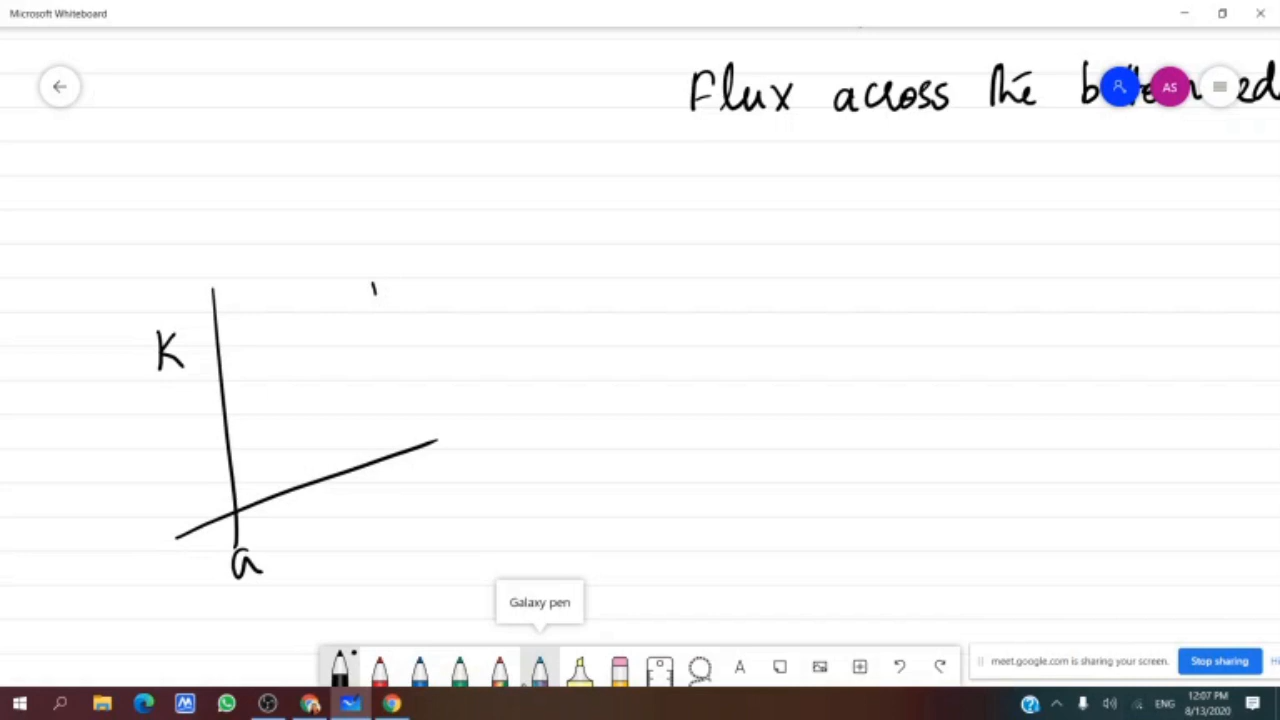 Microsoft Whiteboard
Flux across the
AS
K
a
Galaxy pen
A
meet.google.com is sharing your screen.
Stop sharing
Hi
ENG
12:07 PM
8/13/2020